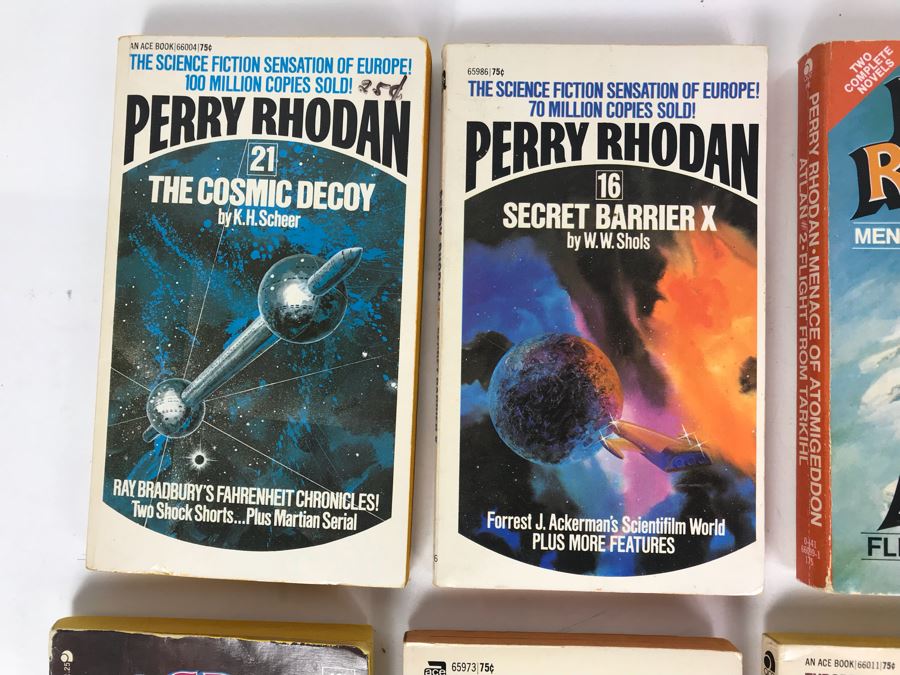 AN ACE BOOK|66004|75¢
THE SCIENCE FICTION SENSATION OF EUROPE!
100 MILLION COPIES SOLD!
PERRY RHODAN
21
THE COSMIC DECOY
by K.H. Scheer
RAY BRADBURY'S FAHRENHEIT CHRONICLES!
Two Shock Shorts...Plus Martian Serial
65986|75¢
THE SCIENCE FICTION SENSATION OF EUROPE!
70 MILLION COPIES SOLD!
PERRY RHODAN
16
SECRET BARRIER X
by W.W. Shols
Forrest J. Ackerman's Scientifilm World
PLUS MORE FEATURES
PERRY RHODAN•MENACE OF ATOMIGEDDON
ATLAN #2•FLIGHT FROM TARKIHL
TWO
COMPLETE
NOVELS
MEN
FLI
ace
65973|75¢
AN ACE BOOK|66011|75¢